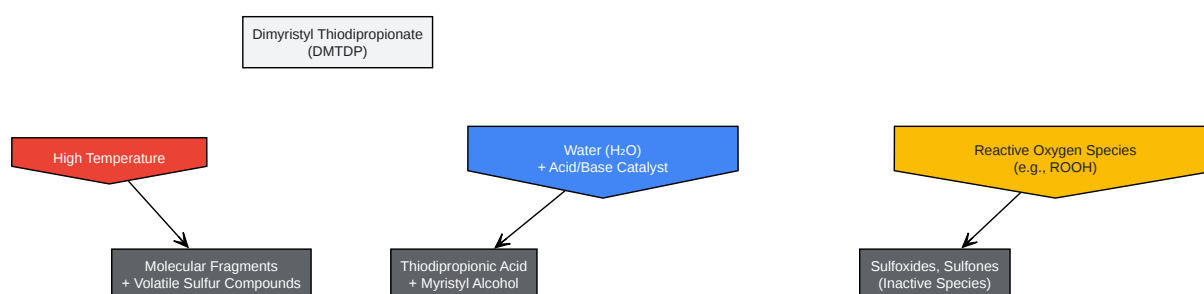 Dimyristyl Thiodipropionate
(DMTDP)
High Temperature
Water (H₂O)
+ Acid/Base Catalyst
Reactive Oxygen Species
(e.g., ROOH)
Molecular Fragments
+ Volatile Sulfur Compounds
Thiodipropionic Acid
+ Myristyl Alcohol
Sulfoxides, Sulfones
(Inactive Species)